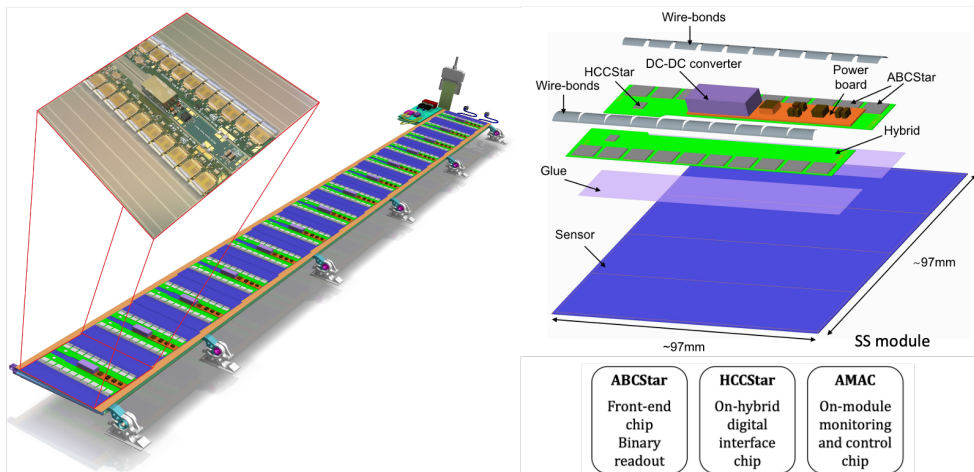 Wire-bonds
DC-DC converter
HCCStar
Power
board
ABCStar
Wire-bonds
Hybrid
Glue
Sensor
~97mm
~97mm
SS module
ABCStar
Front-end
chip
Binary
readout
HCCStar
On-hybrid
digital
interface
chip
AMAC
On-module
monitoring
and control
chip